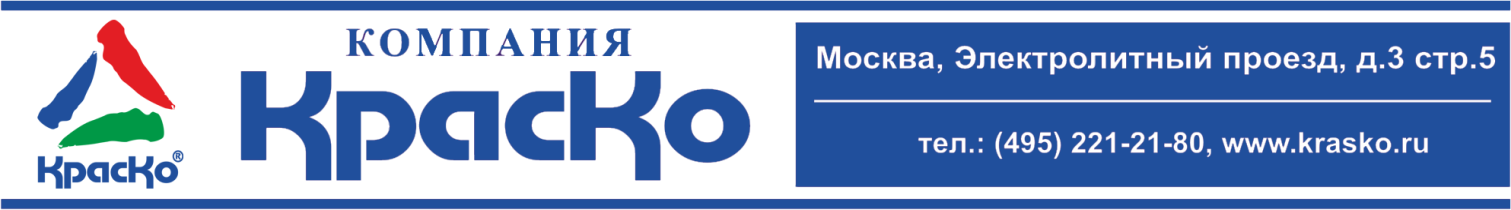 КрасКо®
КОМПАНИЯ
КрасКо
Москва, Электролитный проезд, д.3 стр.5
тел.: (495) 221-21-80, www.krasko.ru